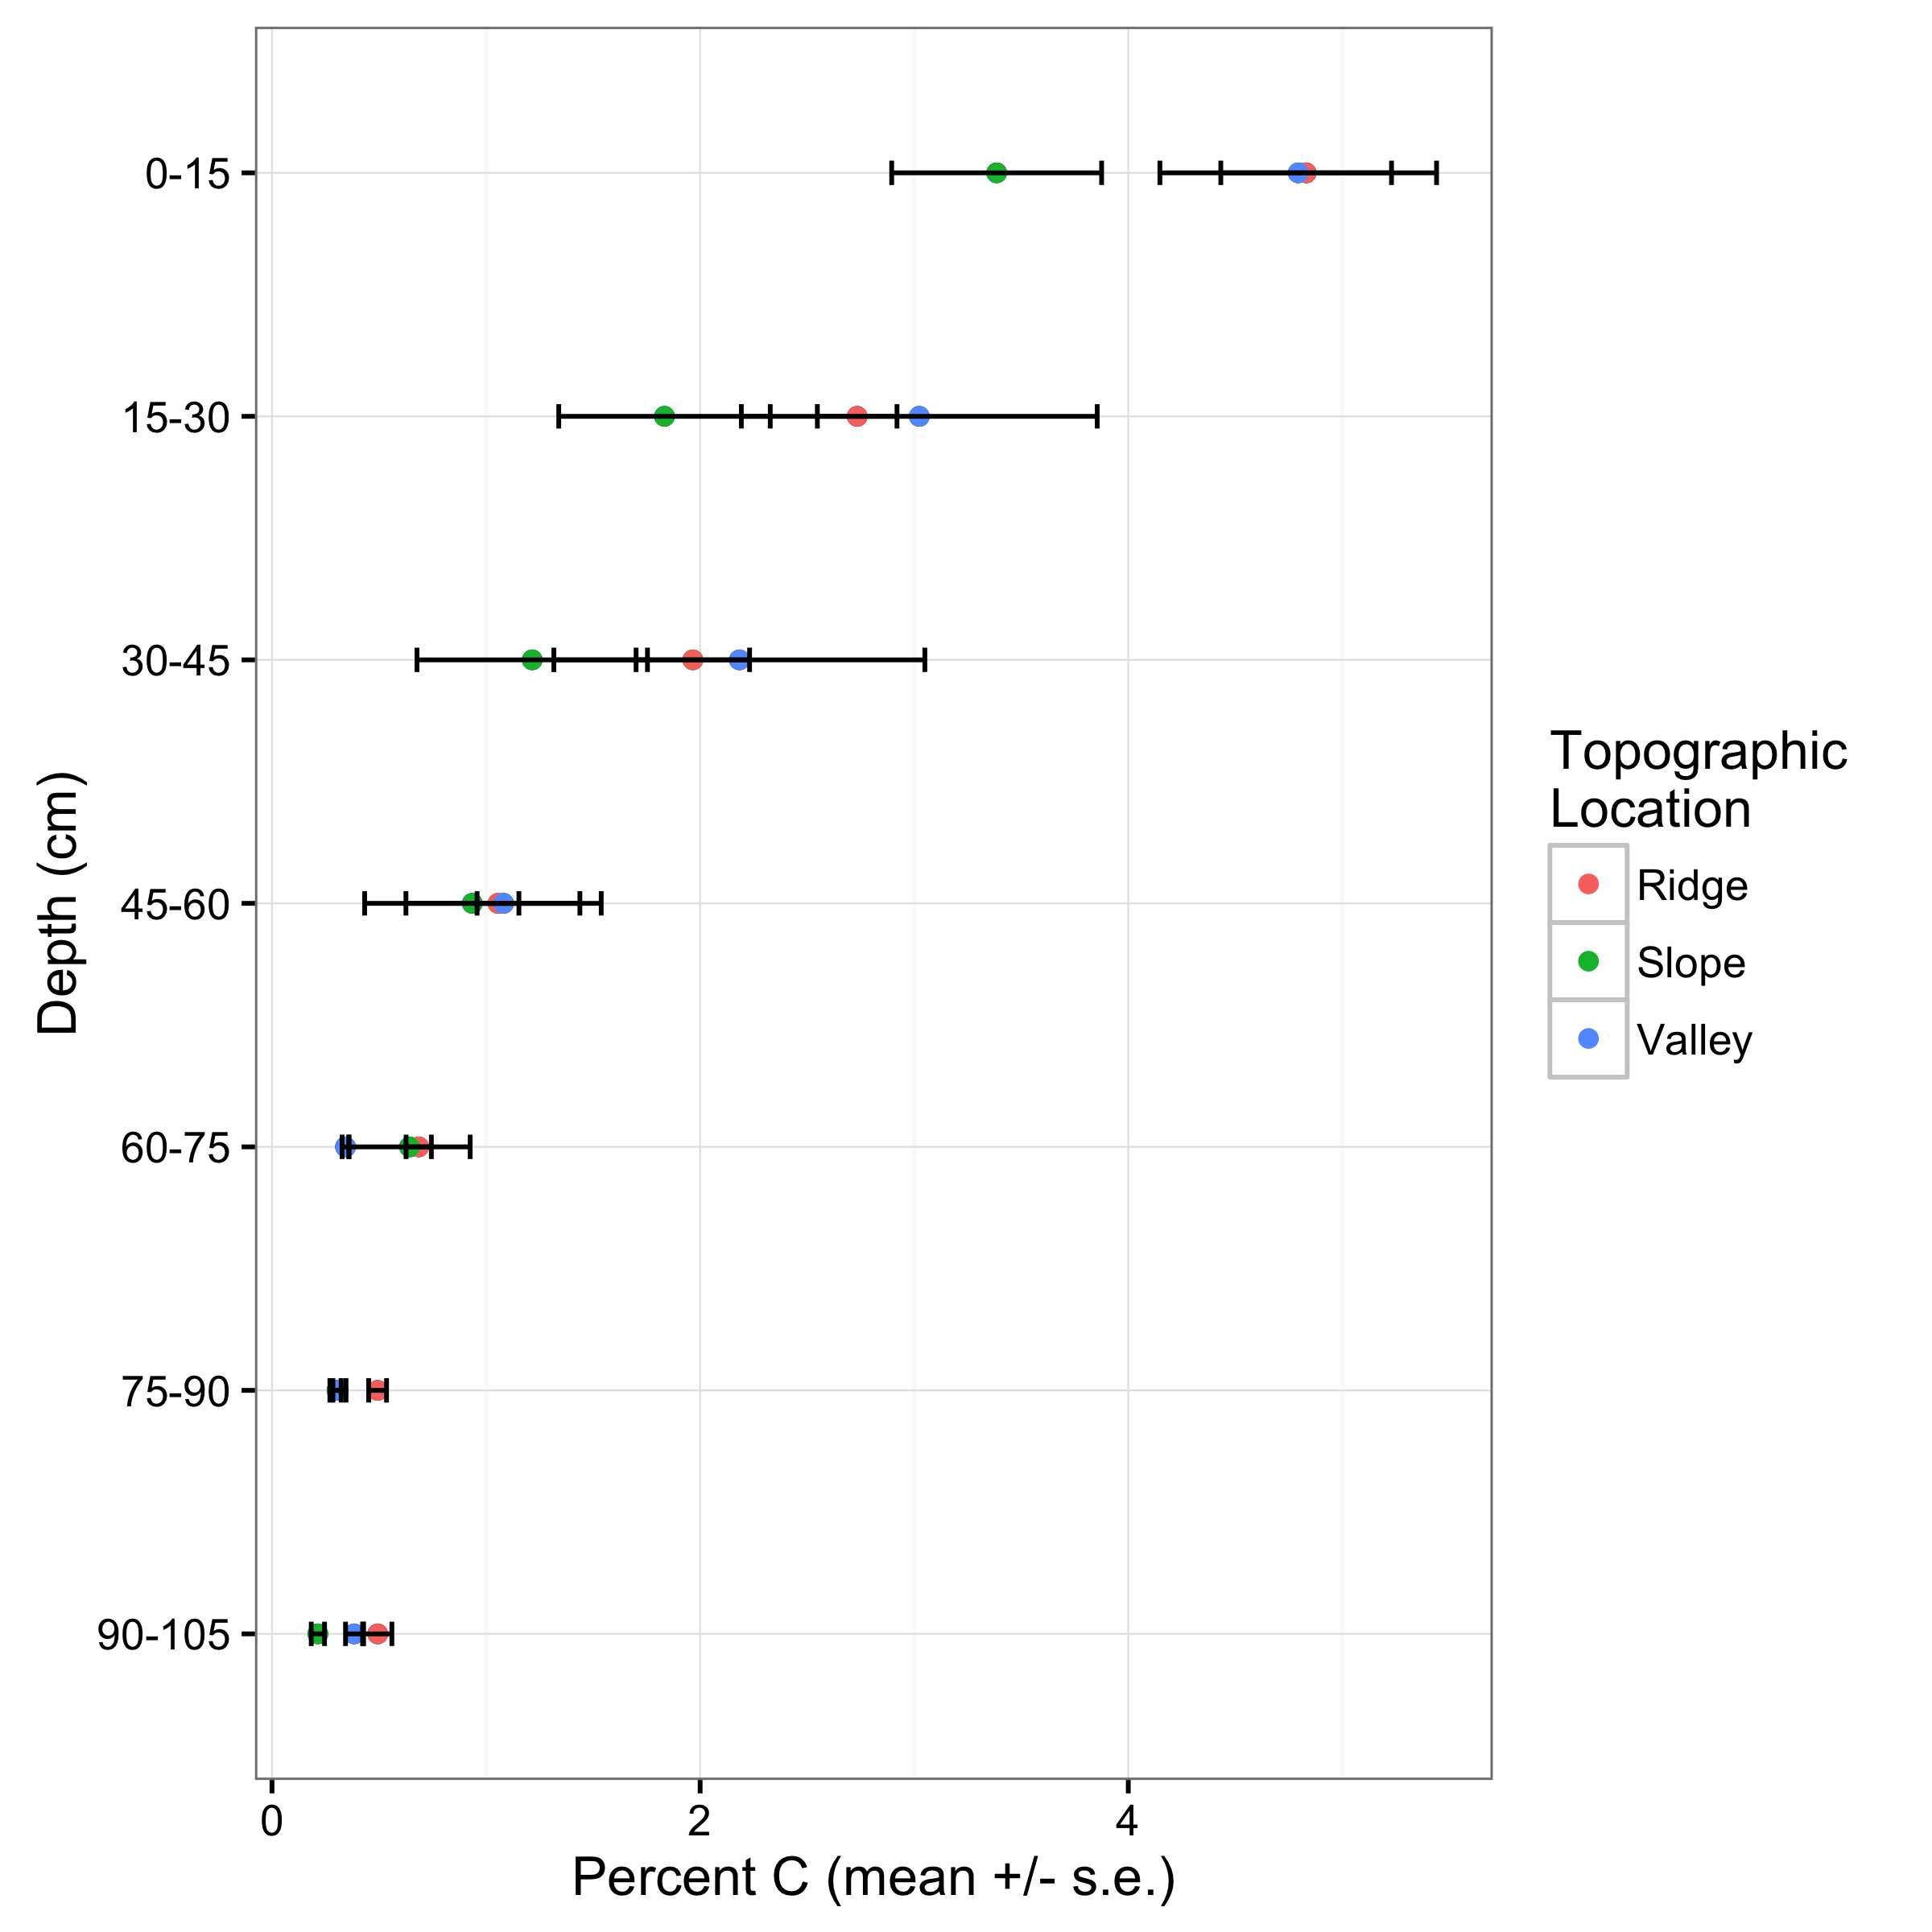 0-15
15-30
30-45
45-60
60-75
75-90
90-105
Depth (cm)
0
2
4
Percent C (mean +/- s.e.)
Topographic
Location
Ridge
Slope
Valley